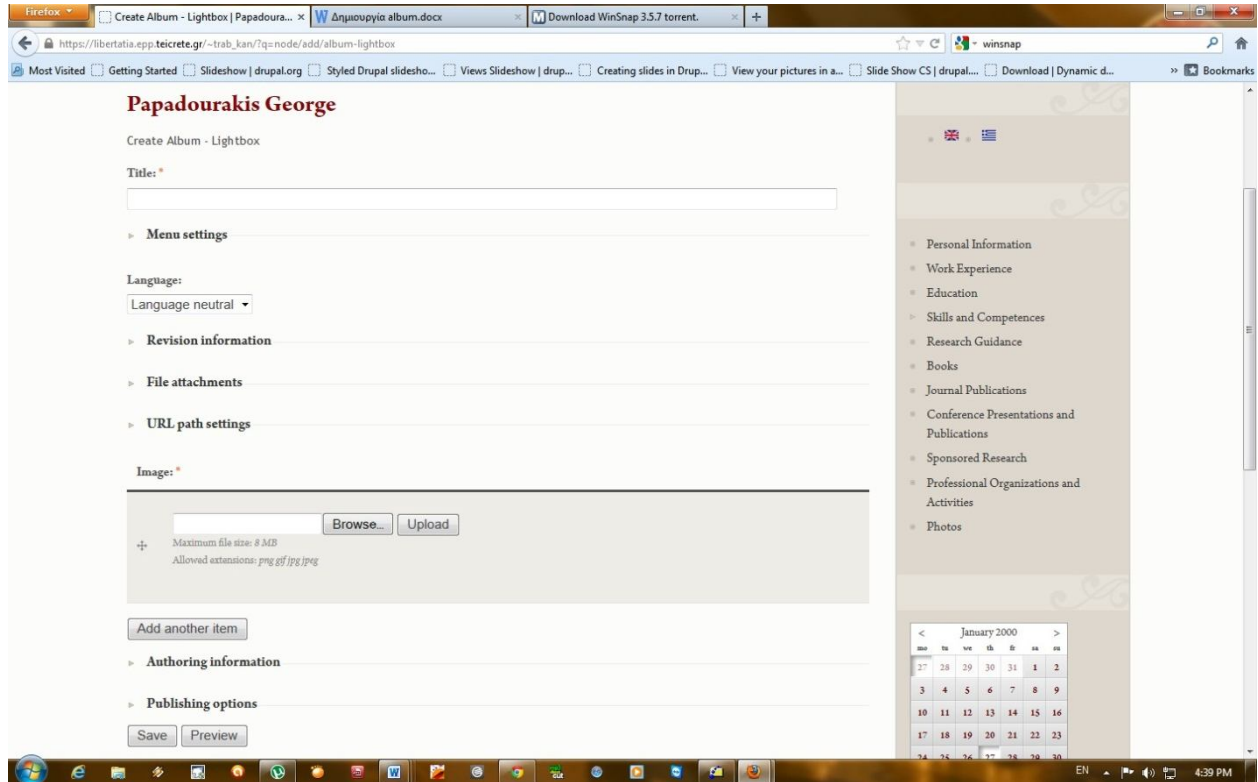 Firefox
Create Album - Lightbox | Papadoura...
Δημιουργία album.docx
Download WinSnap 3.5.7 torrent.
https://libertatia.epp.teicrete.gr/~trab_kan/?q=node/add/album-lightbox
winsnap
Most Visited
Getting Started
Slideshow | drupal.org
Styled Drupal slidesho...
Views Slideshow | drup...
Creating slides in Drup...
View your pictures in a...
Slide Show CS | drupal....
Download | Dynamic d...
Bookmarks
Papadourakis George
Create Album - Lightbox
Title: *
Menu settings
Language:
Language neutral
Revision information
File attachments
URL path settings
Image: *
Browse... Upload
Maximum file size: 8 MB
Allowed extensions: png gif jpg jpeg
Add another item
Authoring information
Publishing options
Save Preview
Personal Information
Work Experience
Education
Skills and Competences
Research Guidance
Books
Journal Publications
Conference Presentations and
Publications
Sponsored Research
Professional Organizations and
Activities
Photos
< January 2000 >
mo tu we th fr sa su
27 28 29 30 31 1 2
3 4 5 6 7 8 9
10 11 12 13 14 15 16
17 18 19 20 21 22 23
24 25 26 27 28 29 30
EN 4:39 PM